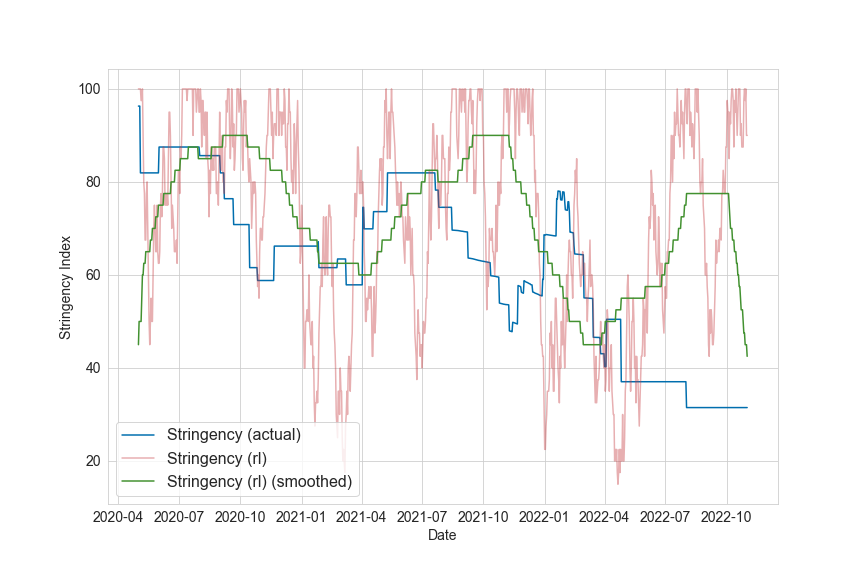 100
80
60
40
20
Stringency Index
Stringency (actual)
Stringency (rl)
Stringency (rl) (smoothed)
2020-04 2020-07 2020-10 2021-01 2021-04 2021-07 2021-10 2022-01 2022-04 2022-07 2022-10
Date